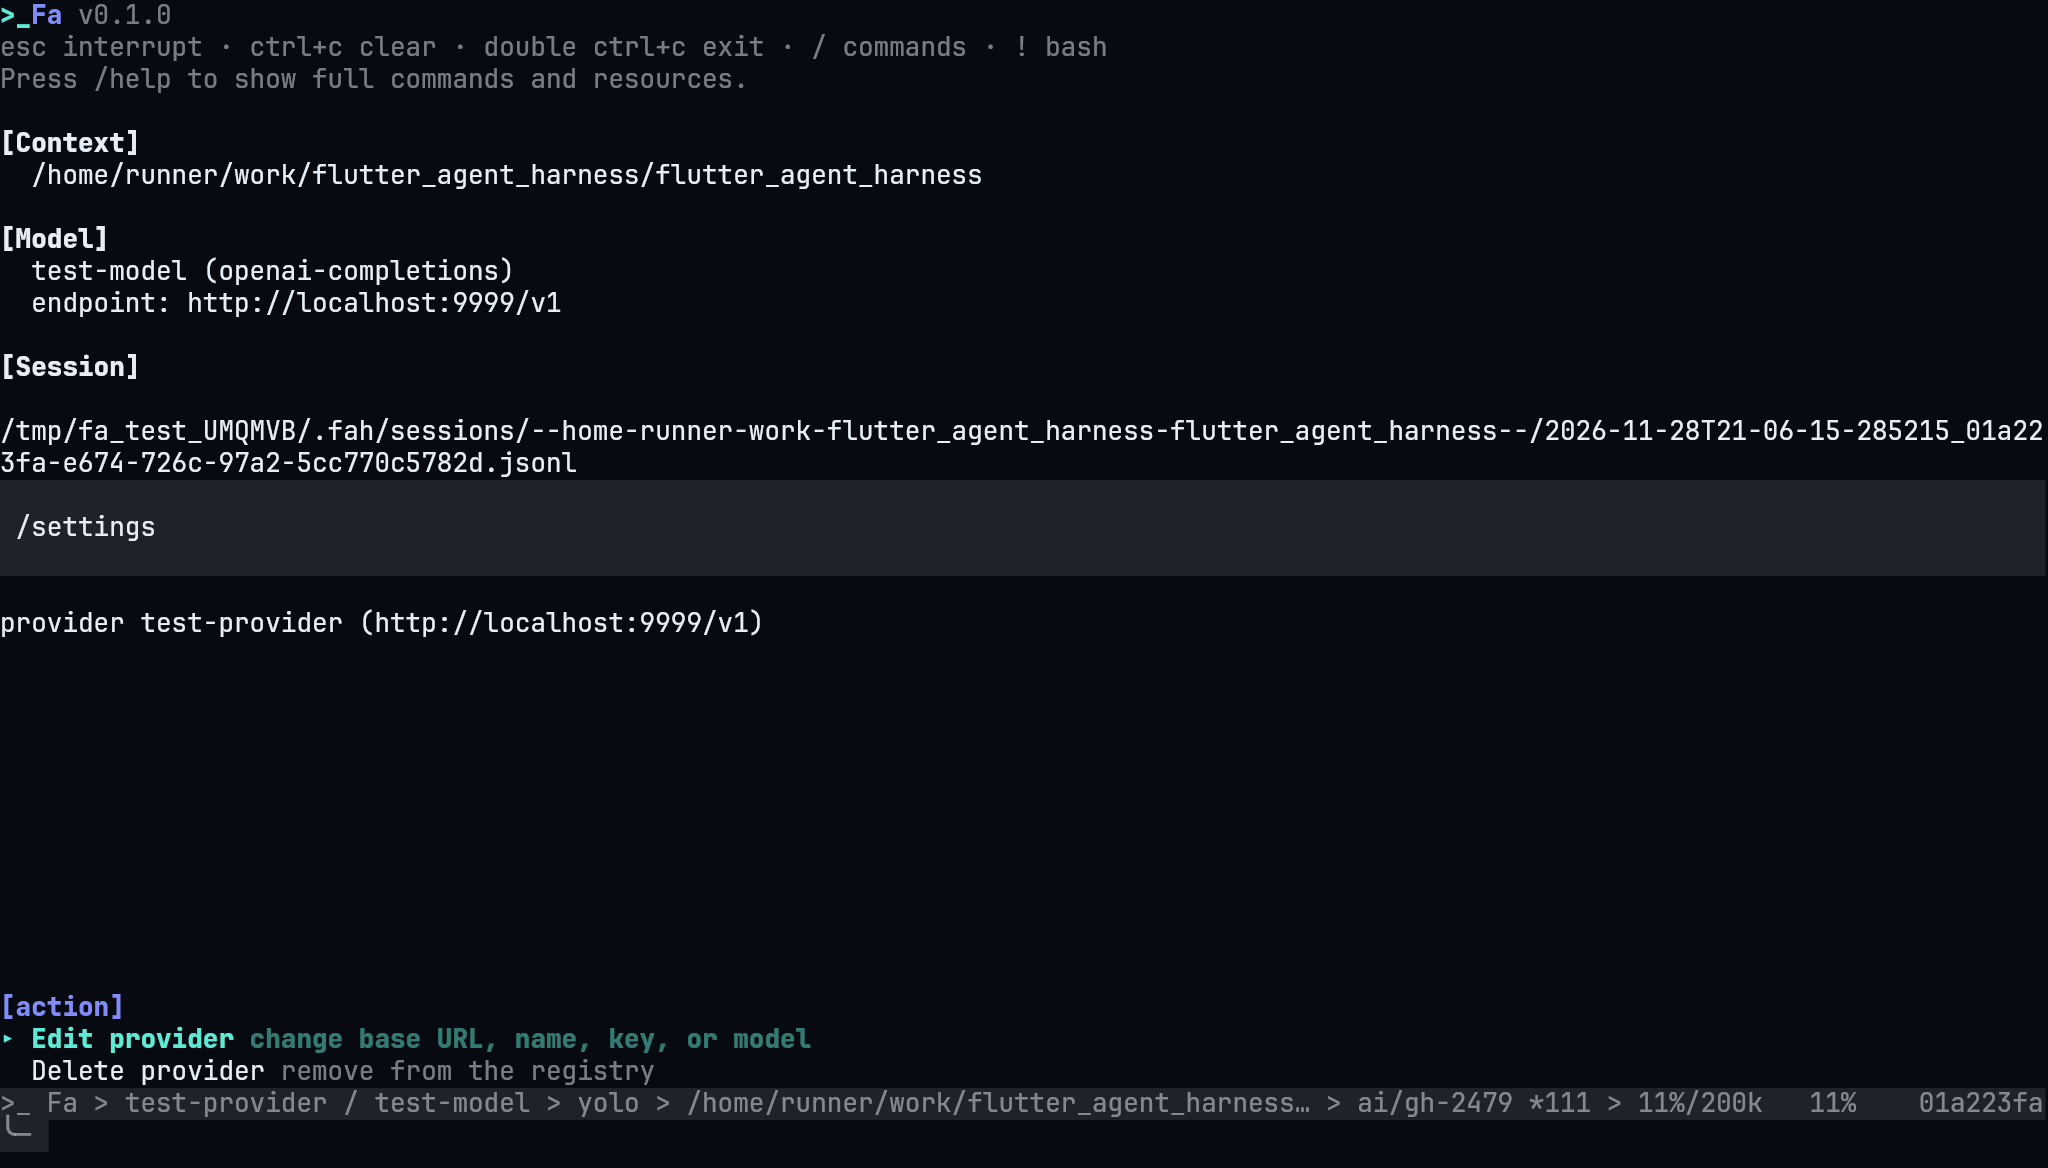 >_Fa v0.1.0
esc interrupt · ctrl+c clear · double ctrl+c exit · / commands · ! bash
Press /help to show full commands and resources.
[Context]
/home/runner/work/flutter_agent_harness/flutter_agent_harness
[Model]
test-model (openai-completions)
endpoint: http://localhost:9999/v1
[Session]
/tmp/fa_test_UMQMVB/.fah/sessions/--home-runner-work-flutter_agent_harness-flutter_agent_harness--/2026-11-28T21-06-15-285215_01a22
3fa-e674-726c-97a2-5cc770c5782d.jsonl
/settings
provider test-provider (http://localhost:9999/v1)
[action]
▸ Edit provider change base URL, name, key, or model
Delete provider remove from the registry
>_ Fa > test-provider / test-model > yolo > /home/runner/work/flutter_agent_harness… > ai/gh-2479 *111 > 11%/200k 11% 01a223fa